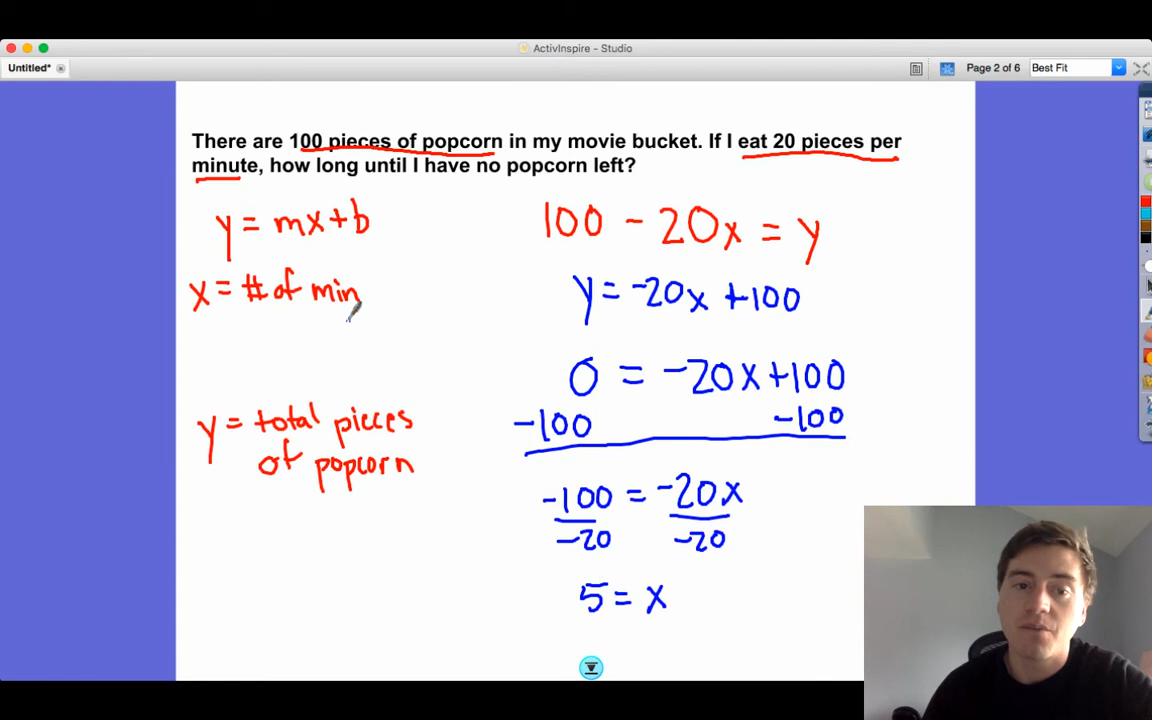 ActivInspire - Studio
Untitled*
Page 2 of 6
Best Fit
There are 100 pieces of popcorn in my movie bucket. If I eat 20 pieces per
minute, how long until I have no popcorn left?
y = mx + b
x = # of min
y = total pieces
of popcorn
100 - 20x = y
y = -20x + 100
0 = -20x + 100
-100 -100
-100 = -20x
-20 -20
5 = x